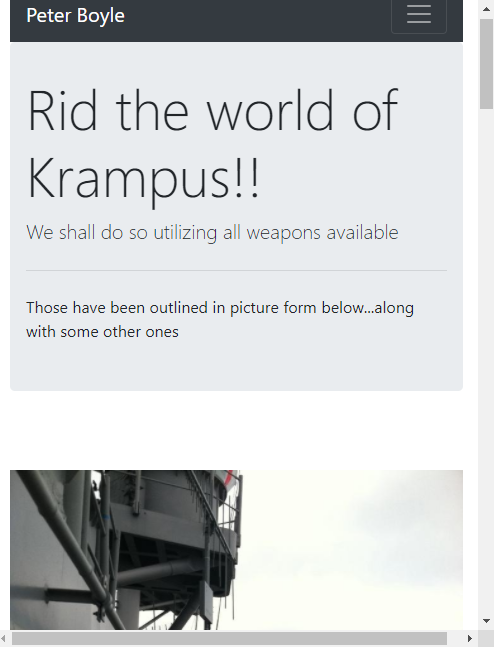 Peter Boyle
Rid the world of
Krampus!!
We shall do so utilizing all weapons available
Those have been outlined in picture form below...along
with some other ones